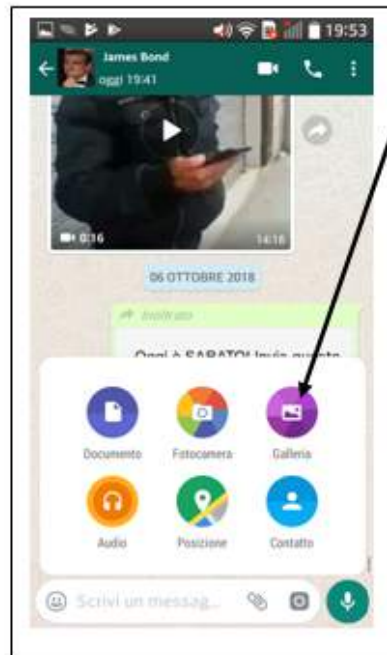 19:53
James Bond
oggi 19:41
0:16
14:16
06 OTTOBRE 2018
Inoltrato
Oggi è SABATO! Invia questo
Documento
Fotocamera
Galleria
Audio
Posizione
Contatto
Scrivi un messag...